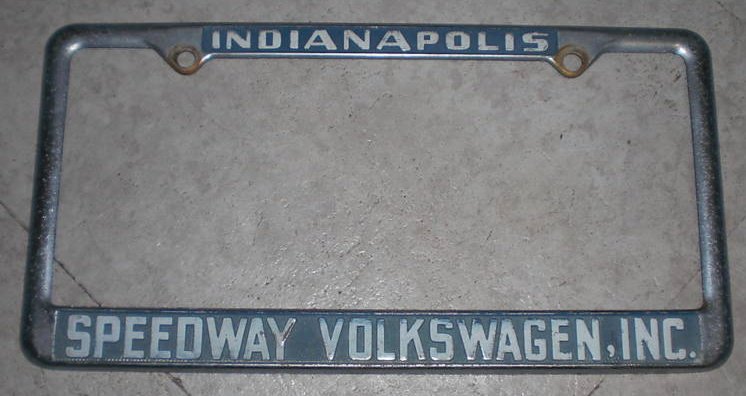 INDIANAPOLIS
SPEEDWAY VOLKSWAGEN, INC.